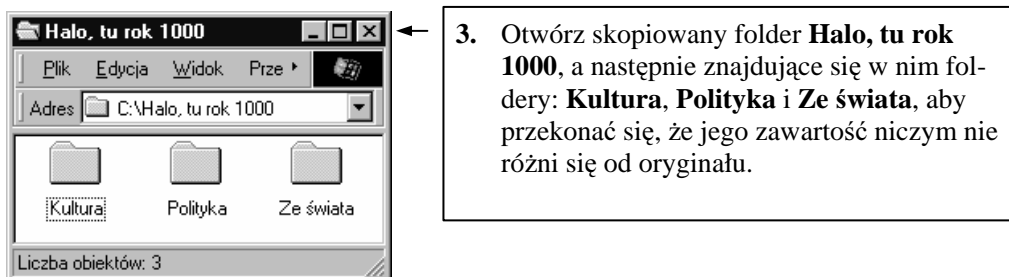 Halo, tu rok 1000
Plik Edycja Widok Prze
Adres C:\Halo, tu rok 1000
Kultura Polityka Ze świata
Liczba obiektów: 3
3. Otwórz skopiowany folder Halo, tu rok
1000, a następnie znajdujące się w nim fol-
dery: Kultura, Polityka i Ze świata, aby
przekonać się, że jego zawartość niczym nie
różni się od oryginału.